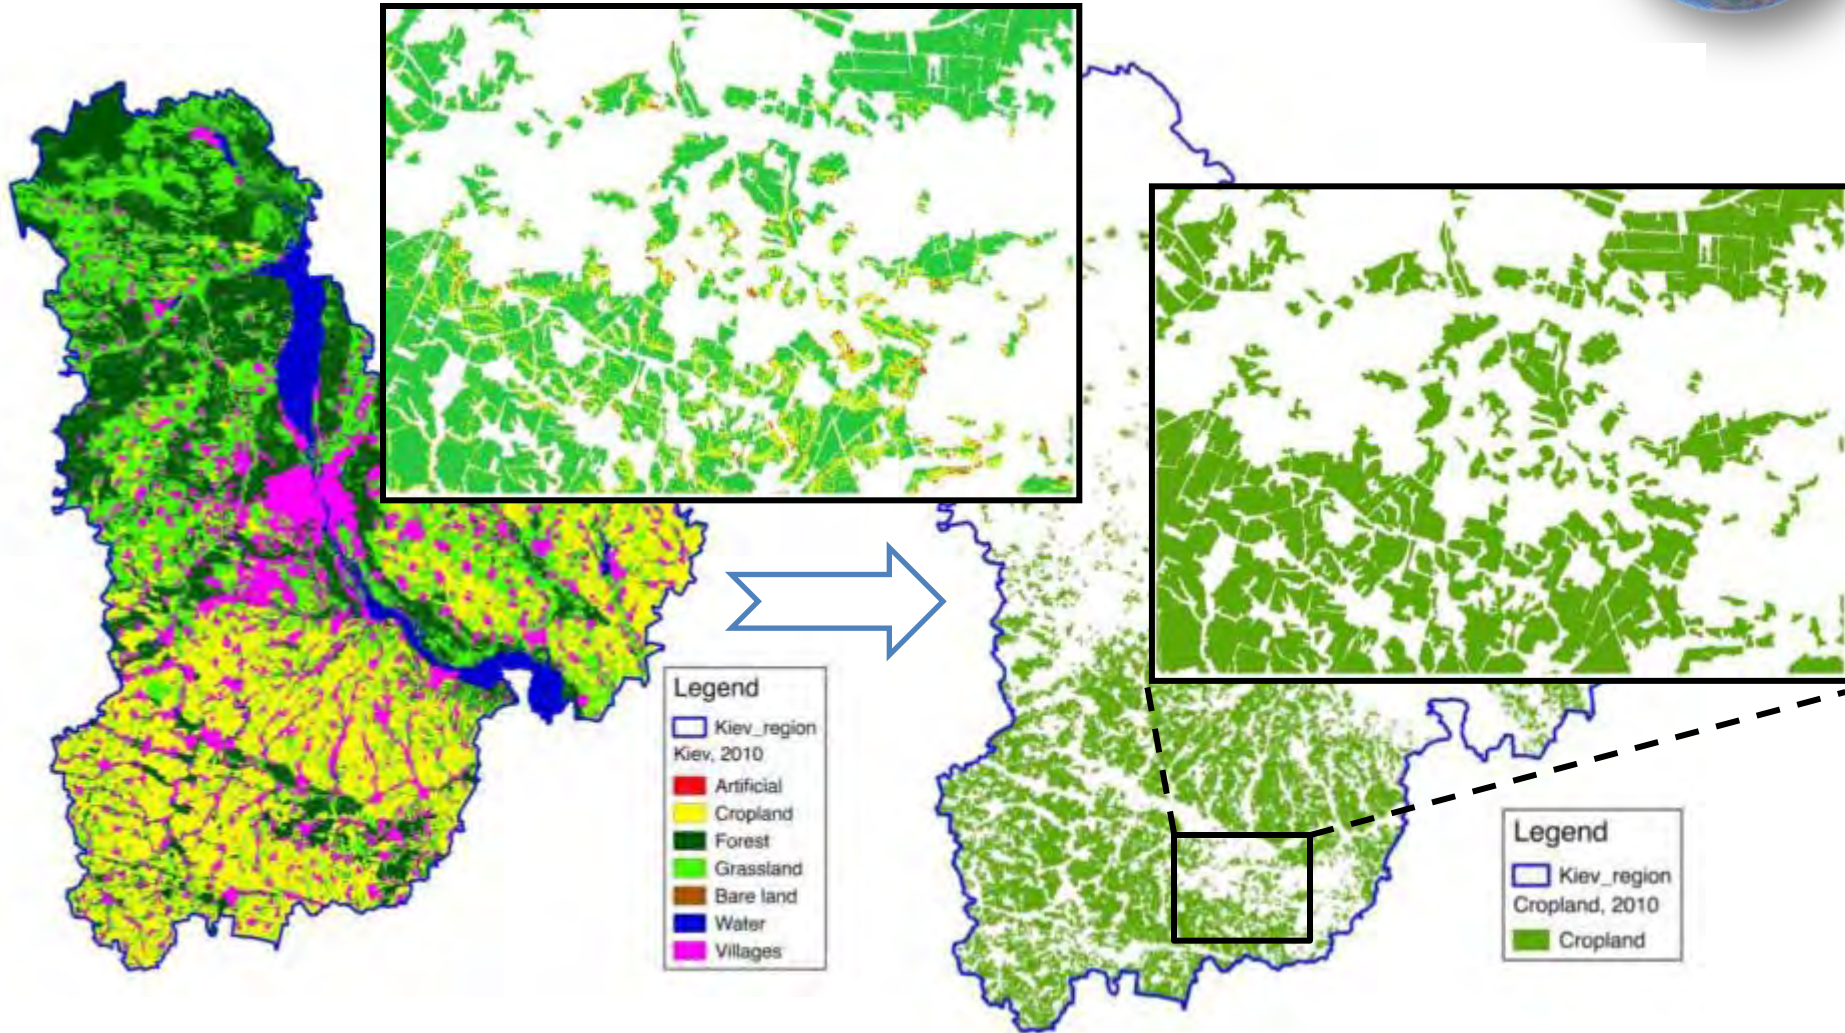 Legend
Kiev_region
Kiev, 2010
Artificial
Cropland
Forest
Grassland
Bare land
Water
Villages
Legend
Kiev_region
Cropland, 2010
Cropland